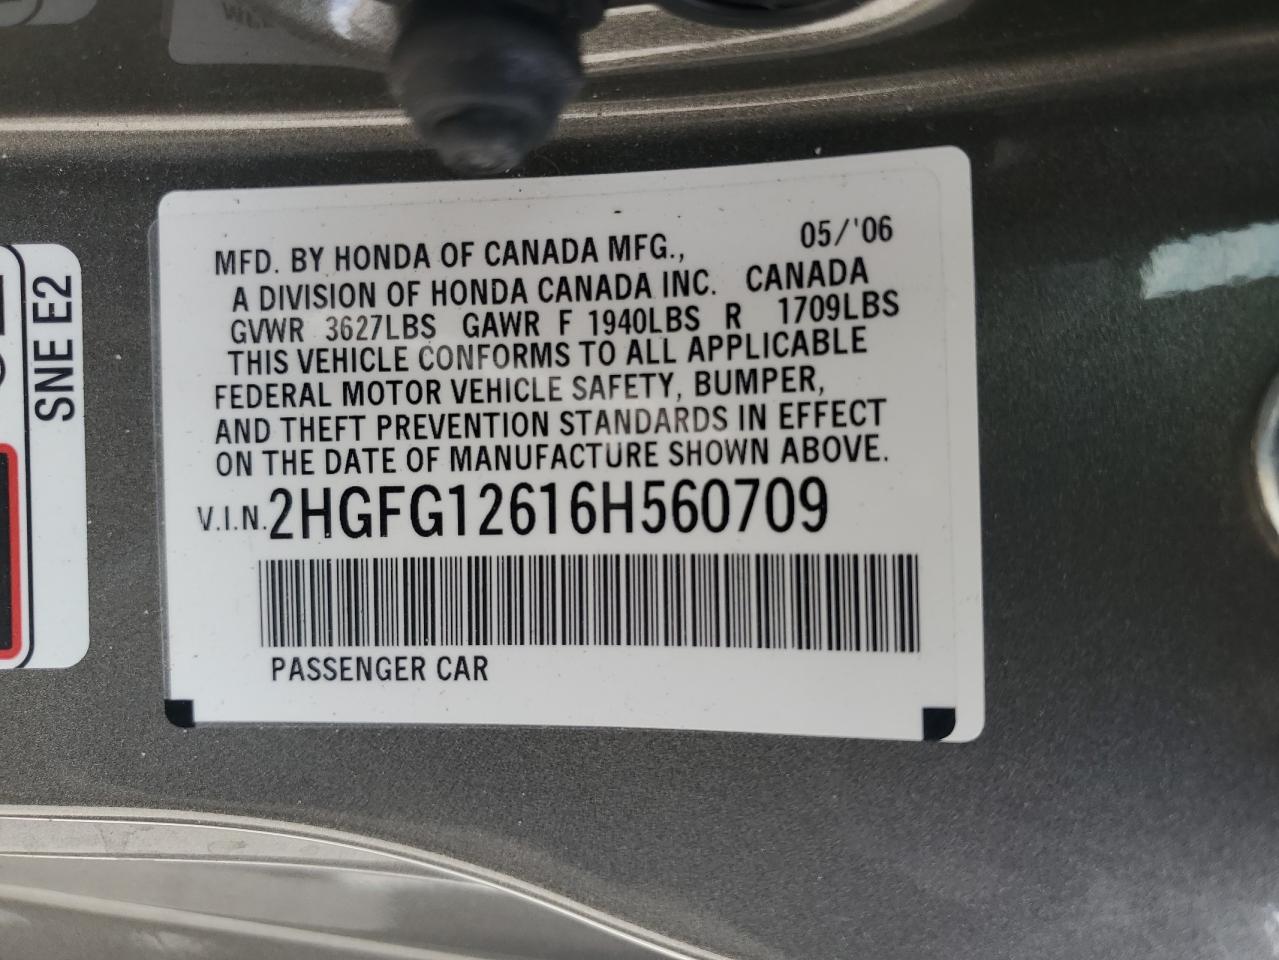 MFD. BY HONDA OF CANADA MFG., 05/'06
A DIVISION OF HONDA CANADA INC. CANADA
GVWR 3627LBS GAWR F 1940LBS R 1709LBS
THIS VEHICLE CONFORMS TO ALL APPLICABLE
FEDERAL MOTOR VEHICLE SAFETY, BUMPER,
AND THEFT PREVENTION STANDARDS IN EFFECT
ON THE DATE OF MANUFACTURE SHOWN ABOVE.
V.I.N. 2HGFG12616H560709
PASSENGER CAR
SNE E2